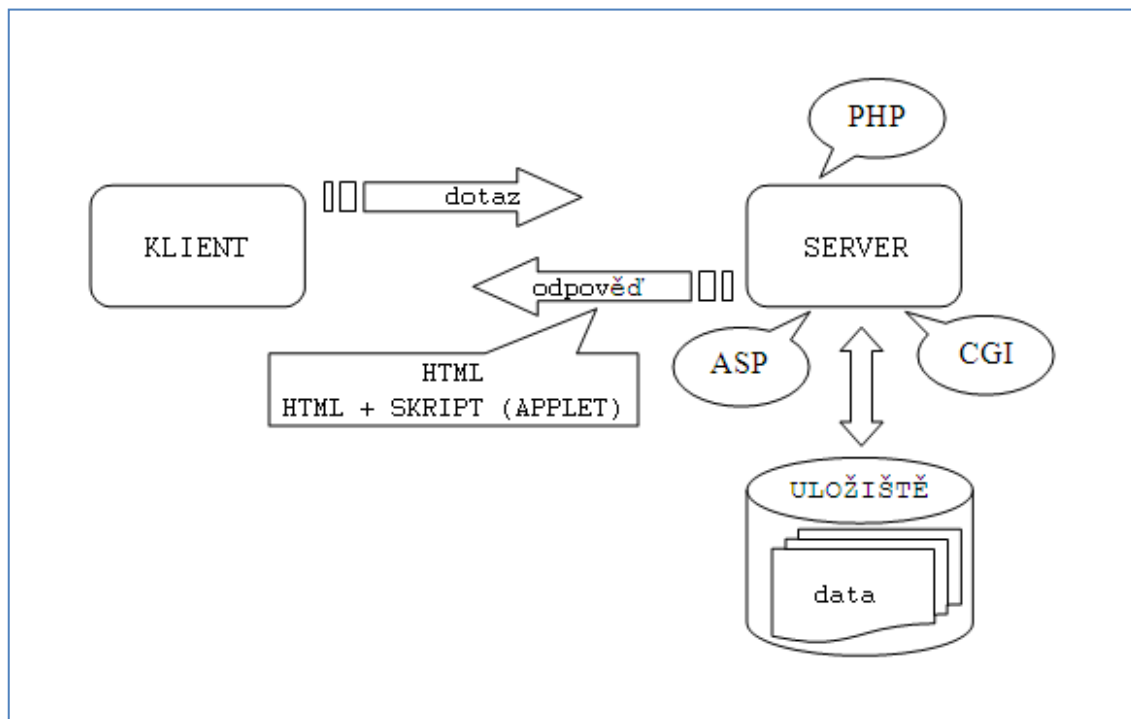 PHP
dotaz
KLIENT
SERVER
odpověď
ASP
CGI
HTML
HTML + SKRIPT (APPLET)
ULOŽIŠTĚ
data